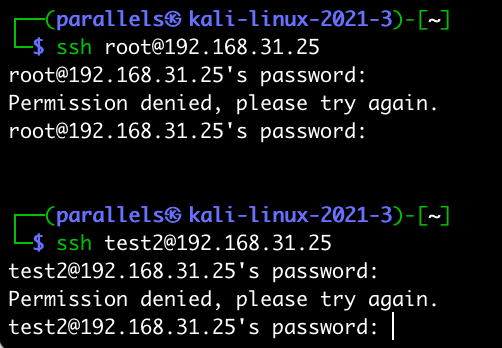 ┌──(parallels㉿kali-linux-2021-3)-[~]
└─$ ssh root@192.168.31.25
root@192.168.31.25's password:
Permission denied, please try again.
root@192.168.31.25's password:
┌──(parallels㉿kali-linux-2021-3)-[~]
└─$ ssh test2@192.168.31.25
test2@192.168.31.25's password:
Permission denied, please try again.
test2@192.168.31.25's password: